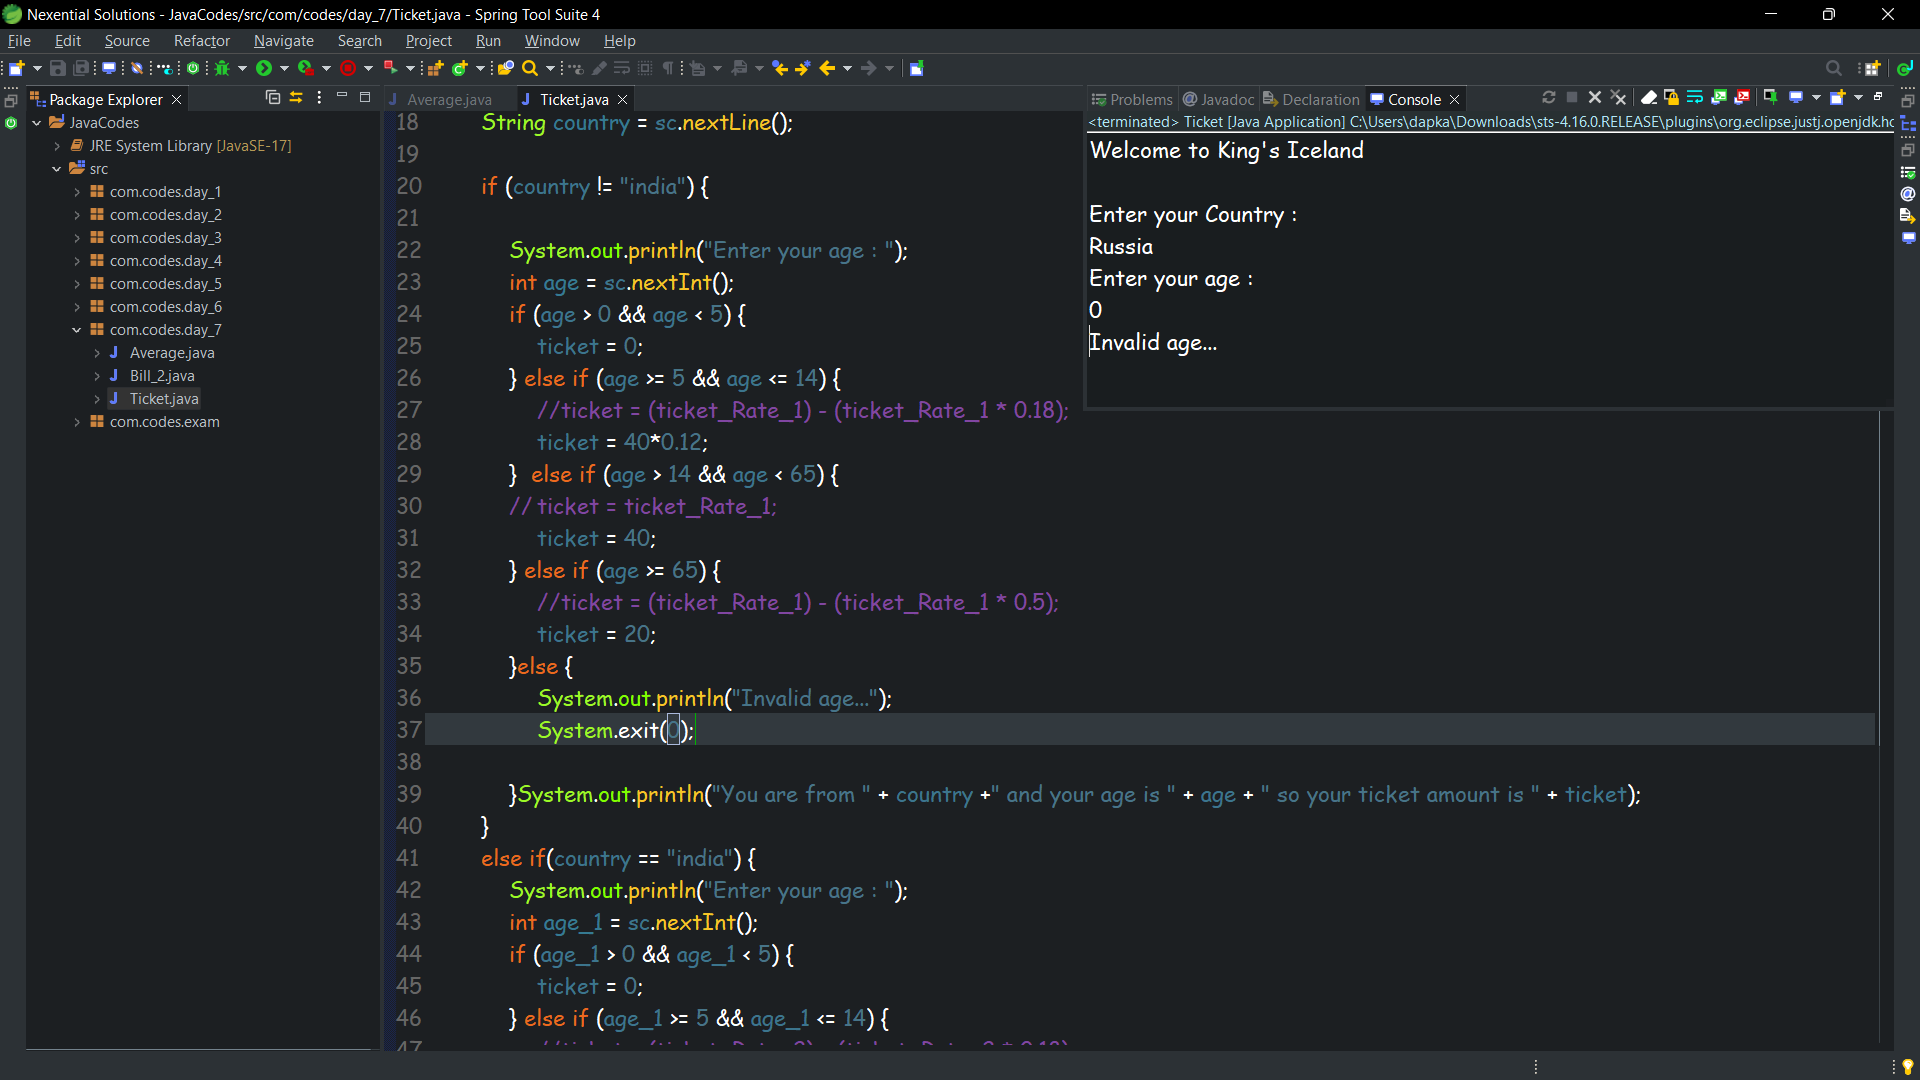 Nexential Solutions - JavaCodes/src/com/codes/day_7/Ticket.java - Spring Tool Suite 4
File Edit Source Refactor Navigate Search Project Run Window Help
Package Explorer
JavaCodes
JRE System Library [JavaSE-17]
src
com.codes.day_1
com.codes.day_2
com.codes.day_3
com.codes.day_4
com.codes.day_5
com.codes.day_6
com.codes.day_7
Average.java
Bill_2.java
Ticket.java
com.codes.exam
Average.java Ticket.java
18 String country = sc.nextLine();
19
20 if (country != "india") {
21
22 System.out.println("Enter your age : ");
23 int age = sc.nextInt();
24 if (age > 0 && age < 5) {
25 ticket = 0;
26 } else if (age >= 5 && age <= 14) {
27 //ticket = (ticket_Rate_1) - (ticket_Rate_1 * 0.18);
28 ticket = 40*0.12;
29 } else if (age > 14 && age < 65) {
30 // ticket = ticket_Rate_1;
31 ticket = 40;
32 } else if (age >= 65) {
33 //ticket = (ticket_Rate_1) - (ticket_Rate_1 * 0.5);
34 ticket = 20;
35 }else {
36 System.out.println("Invalid age...");
37 System.exit(0);
38
39 }System.out.println("You are from " + country +" and your age is " + age + " so your ticket amount is " + ticket);
40 }
41 else if(country == "india") {
42 System.out.println("Enter your age : ");
43 int age_1 = sc.nextInt();
44 if (age_1 > 0 && age_1 < 5) {
45 ticket = 0;
46 } else if (age_1 >= 5 && age_1 <= 14) {
47
Problems Javadoc Declaration Console
<terminated> Ticket [Java Application] C:\Users\dapka\Downloads\sts-4.16.0.RELEASE\plugins\org.eclipse.justj.openjdk.ho
Welcome to King's Iceland
Enter your Country :
Russia
Enter your age :
0
Invalid age...